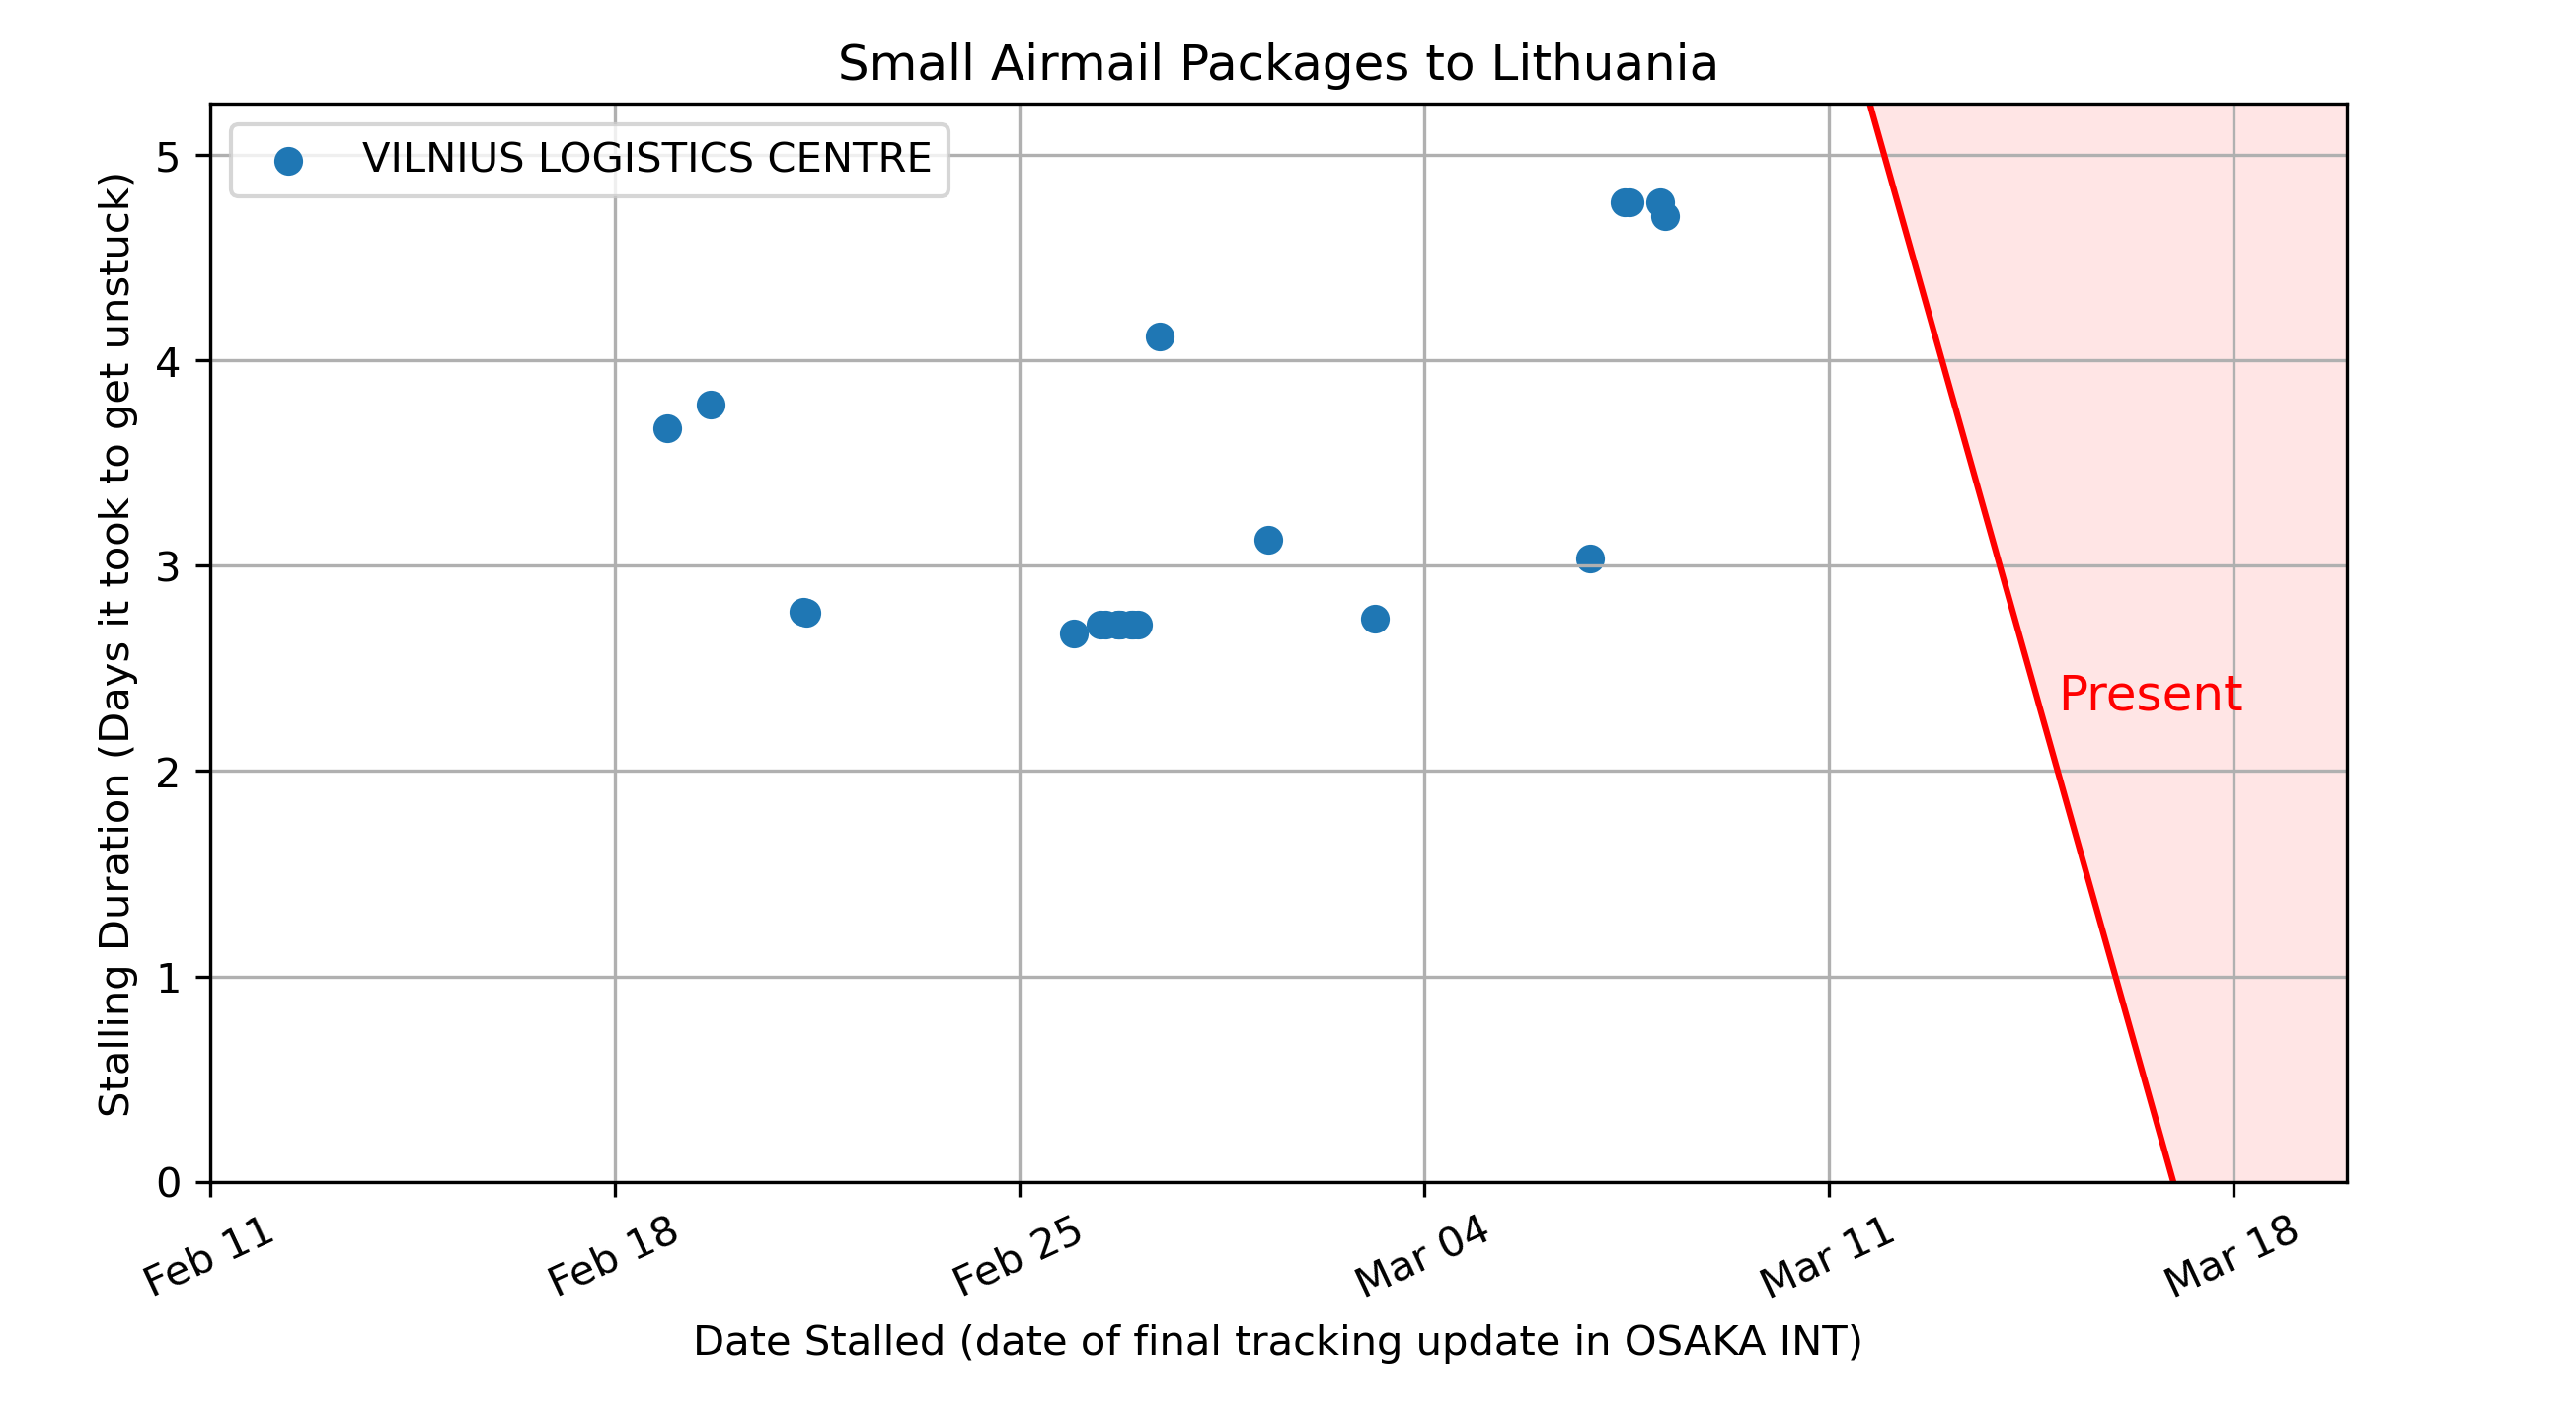 Small Airmail Packages to Lithuania
VILNIUS LOGISTICS CENTRE
Stalling Duration (Days it took to get unstuck)
5
4
3
2
1
0
Present
Feb 11
Feb 18
Feb 25
Mar 04
Mar 11
Mar 18
Date Stalled (date of final tracking update in OSAKA INT)